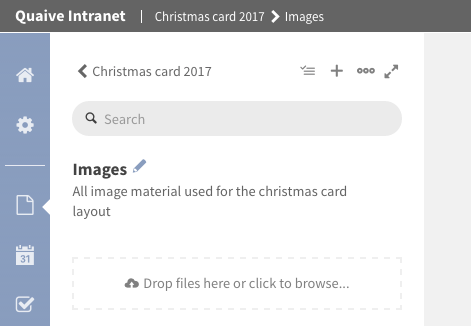 Quaive Intranet | Christmas card 2017 > Images
Christmas card 2017
Search
Images
All image material used for the christmas card
layout
31
Drop files here or click to browse...